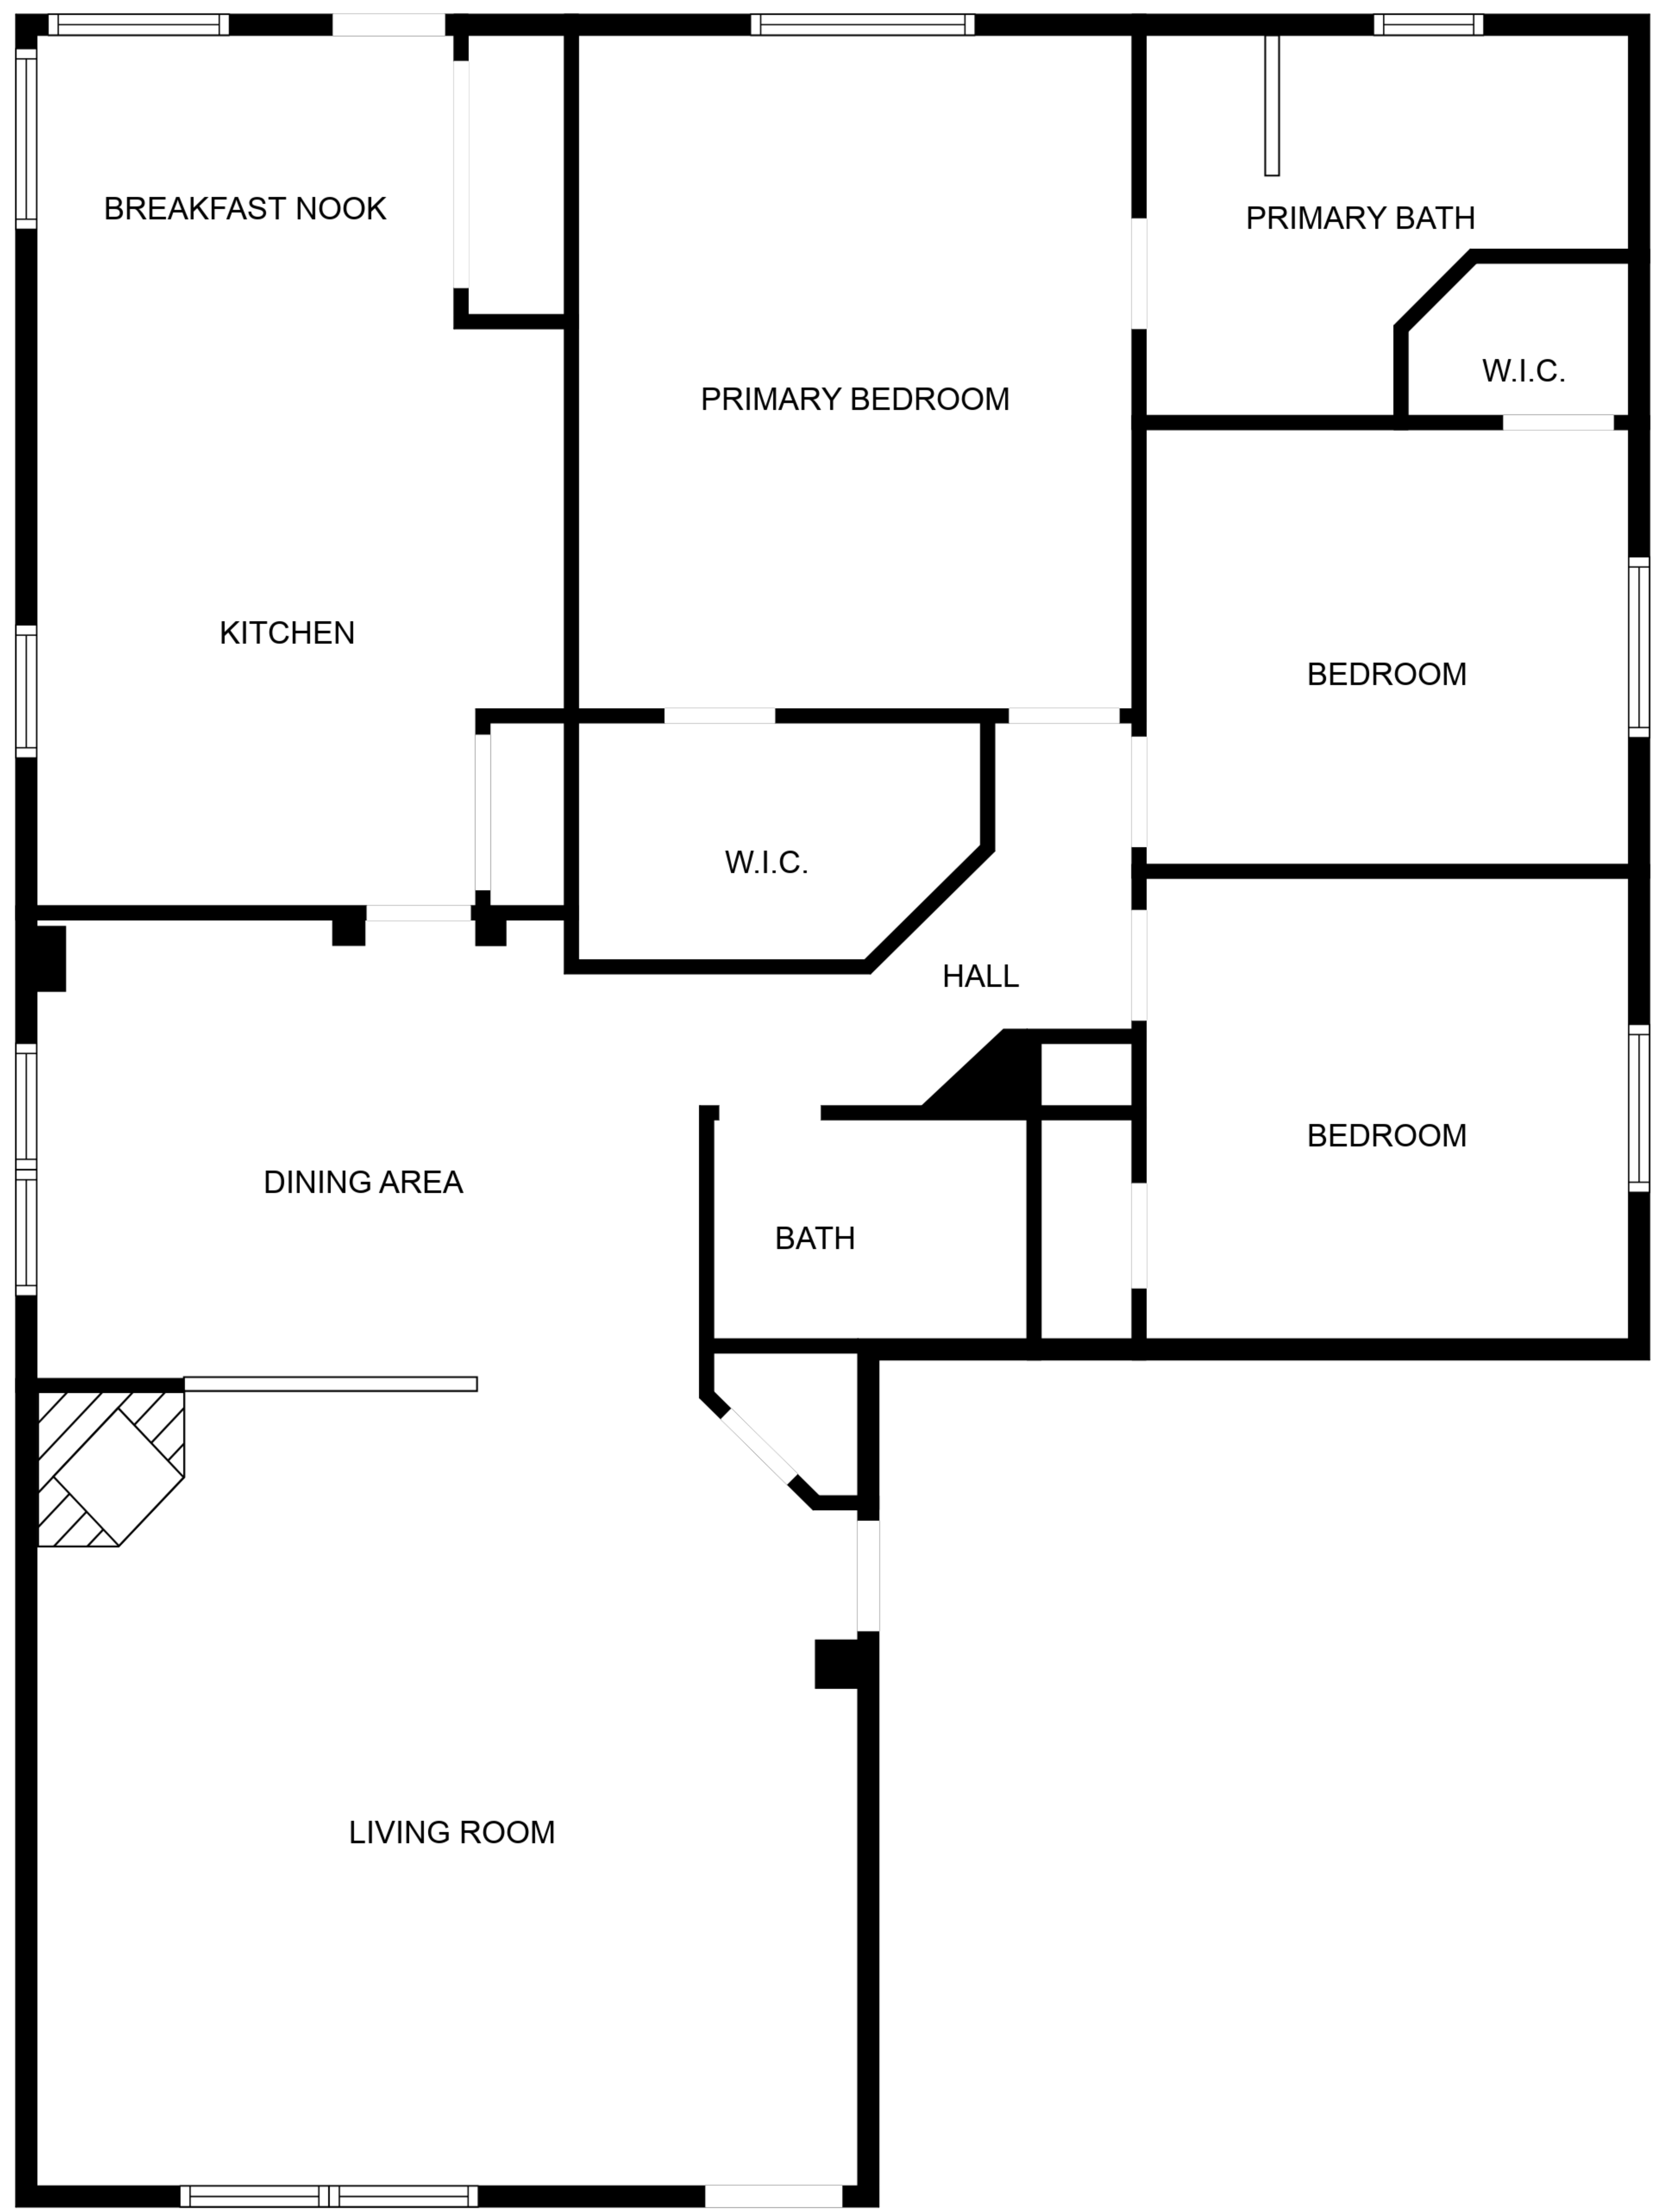 BREAKFAST NOOK
PRIMARY BATH
W.I.C.
PRIMARY BEDROOM
KITCHEN
BEDROOM
W.I.C.
HALL
BEDROOM
DINING AREA
BATH
LIVING ROOM